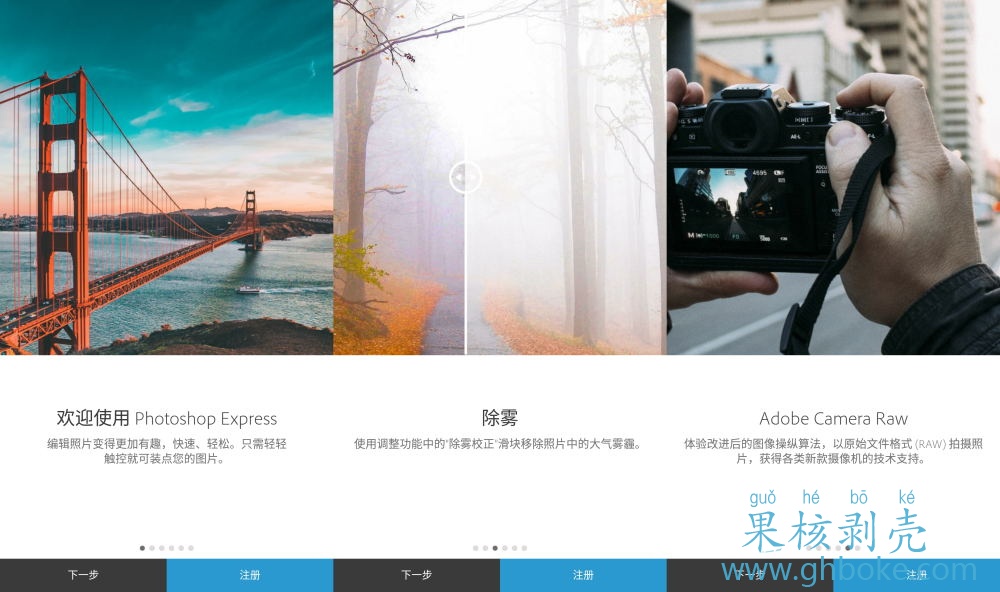 欢迎使用 Photoshop Express
编辑照片变得更加有趣，快速、轻松。只需轻轻
触控就可装点您的图片。
下一步
注册
除雾
使用调整功能中的“除雾校正”滑块移除照片中的大气雾霾。
下一步
注册
AE-L
4695
Adobe Camera Raw
体验改进后的图像操纵算法，以原始文件格式 (RAW) 拍摄照
片，获得各类新款摄像机的技术支持。
guǒ hé bō ké
果核剥壳
www.ghboke.com
下一步
注册